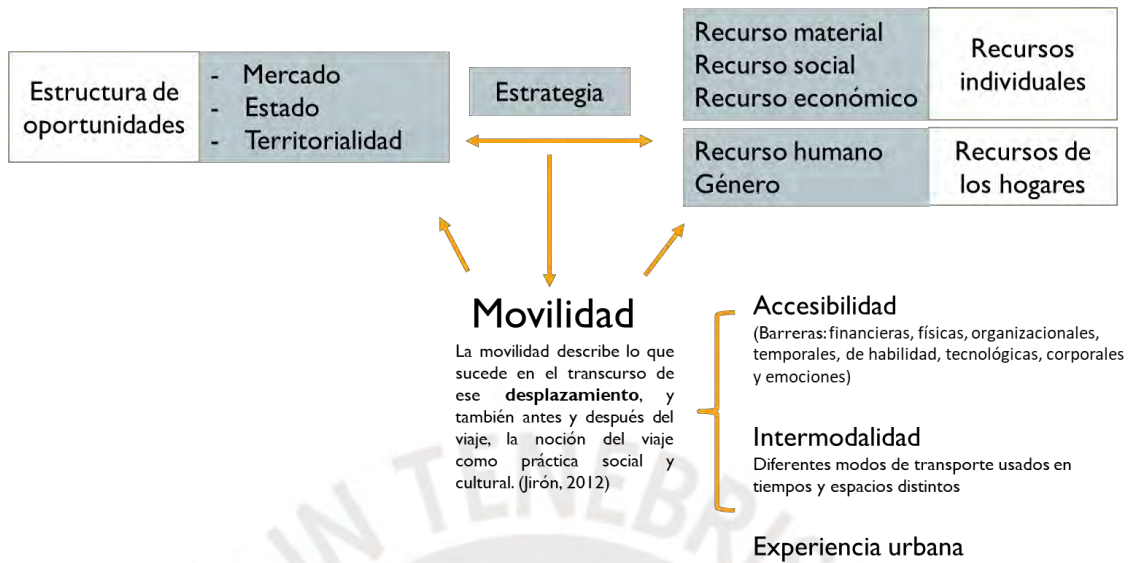 Estructura de
oportunidades
- Mercado
- Estado
- Territorialidad
Estrategia
Recurso material
Recurso social
Recurso económico
Recursos
individuales
Recurso humano
Género
Recursos de
los hogares
Movilidad
La movilidad describe lo que
sucede en el transcurso de
ese desplazamiento, y
también antes y después del
viaje, la noción del viaje
como práctica social y
cultural. (Jirón, 2012)
Accesibilidad
(Barreras: financieras, físicas, organizacionales,
temporales, de habilidad, tecnológicas, corporales
y emociones)
Intermodalidad
Diferentes modos de transporte usados en
tiempos y espacios distintos
Experiencia urbana
IN TENEBRI